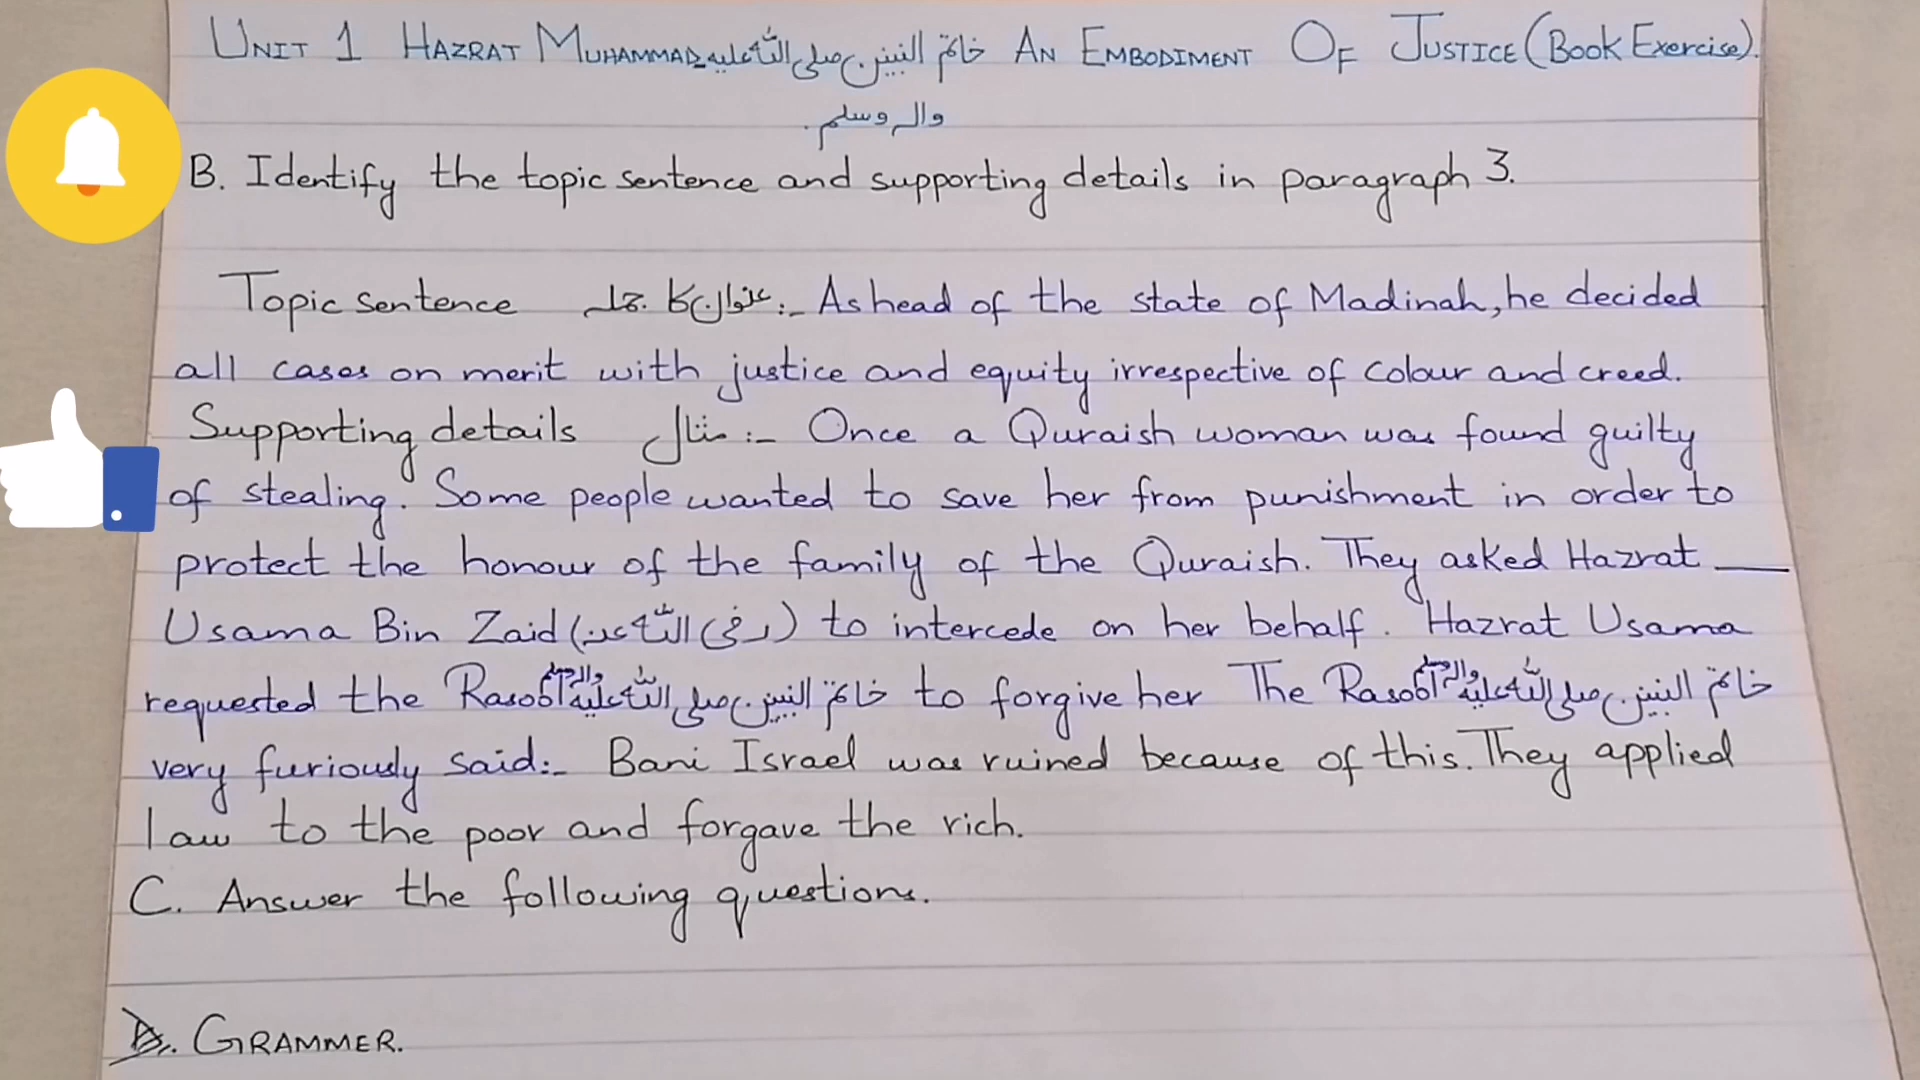 UNIT 1 HAZRAT MUHAMMAD خاتم النبیین صلی اللہ علیہ AN EMBODIMENT OF JUSTICE (Book Exercise).
والہ وسلم
B. Identify the topic sentence and supporting details in paragraph 3.
Topic sentence عنوان کا جملہ :- As head of the state of Madinah, he decided
all cases on merit with justice and equity irrespective of colour and creed.
Supporting details مثال :- Once a Quraish woman was found guilty
of stealing. Some people wanted to save her from punishment in order to
protect the honour of the family of the Quraish. They asked Hazrat
Usama Bin Zaid (رضی اللہ عنہ) to intercede on her behalf. Hazrat Usama
requested the Rasool خاتم النبیین صلی اللہ علیہ والہ وسلم to forgive her The Rasool خاتم النبیین صلی اللہ علیہ والہ وسلم
very furiously said:- Bani Israel was ruined because of this. They applied
law to the poor and forgave the rich.
C. Answer the following questions.
GRAMMER.